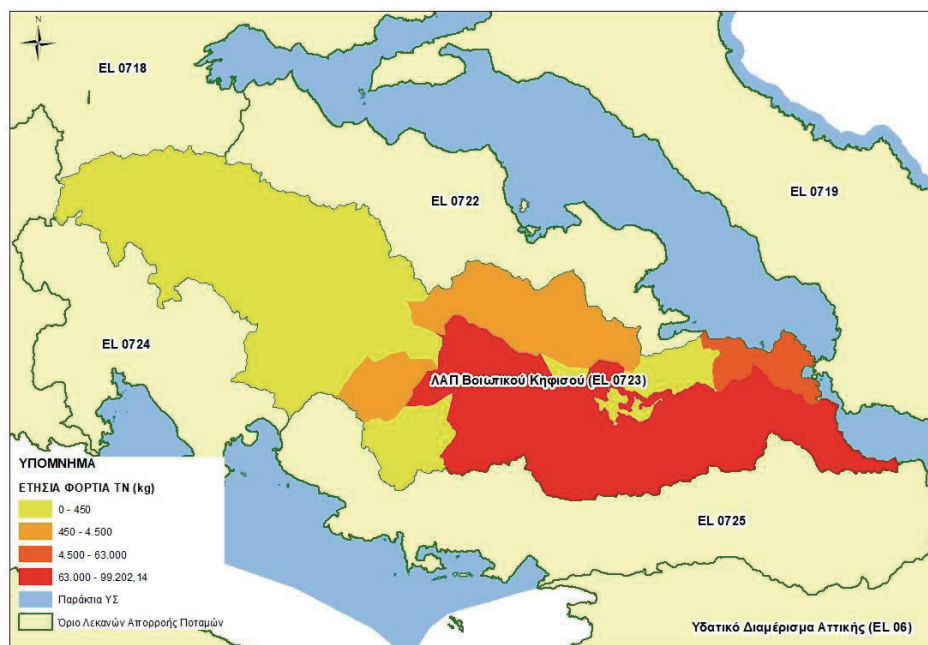 N
EL 0718
EL 0719
EL 0722
EL 0724
ΛΑΠ Βοιωτικού Κηφισού (EL 0723)
ΥΠΟΜΝΗΜΑ
ΕΤΗΣΙΑ ΦΟΡΤΙΑ ΤΝ (kg)
0 - 450
450 - 4.500
4.500 - 63.000
63.000 - 99.202,14
Παράκτια ΥΣ
Όριο Λεκανών Απορροής Ποταμών
EL 0725
Υδατικό Διαμέρισμα Αττικής (EL 06)